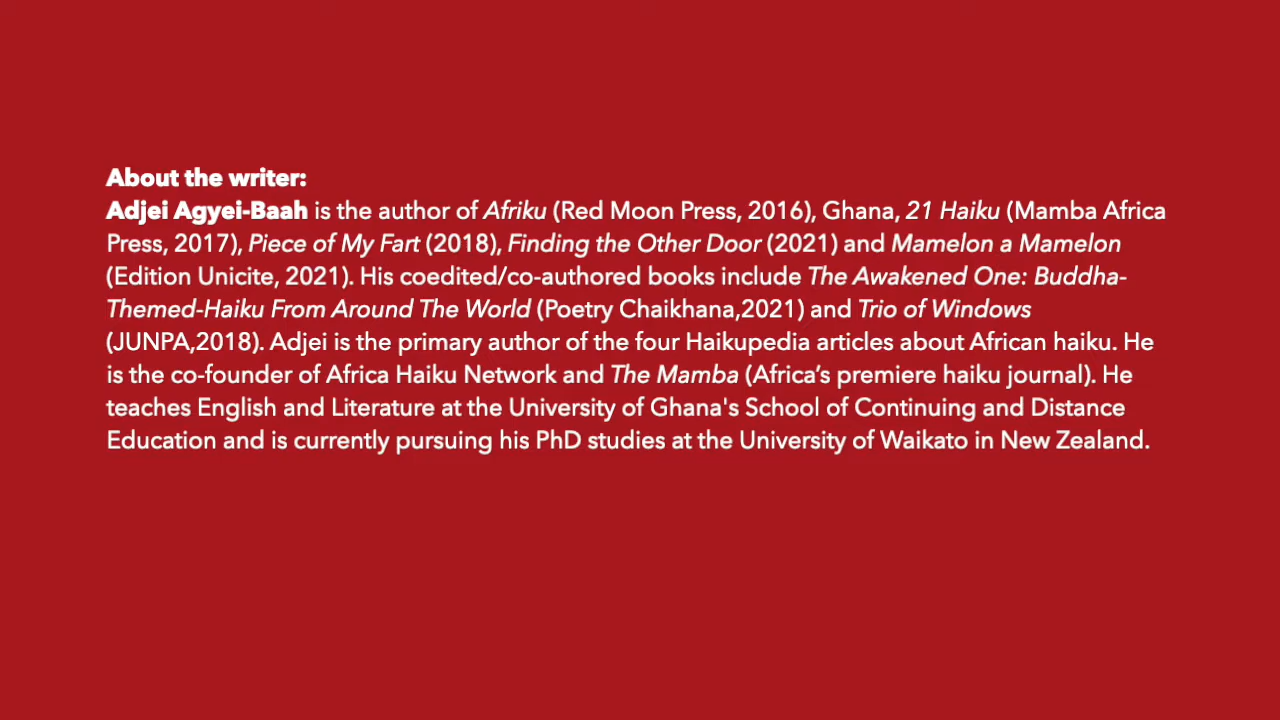 About the writer:
Adjei Agyei-Baah is the author of Afriku (Red Moon Press, 2016), Ghana, 21 Haiku (Mamba Africa
Press, 2017), Piece of My Fart (2018), Finding the Other Door (2021) and Mamelon a Mamelon
(Edition Unicite, 2021). His coedited/co-authored books include The Awakened One: Buddha-
Themed-Haiku From Around The World (Poetry Chaikhana,2021) and Trio of Windows
(JUNPA,2018). Adjei is the primary author of the four Haikupedia articles about African haiku. He
is the co-founder of Africa Haiku Network and The Mamba (Africa’s premiere haiku journal). He
teaches English and Literature at the University of Ghana's School of Continuing and Distance
Education and is currently pursuing his PhD studies at the University of Waikato in New Zealand.